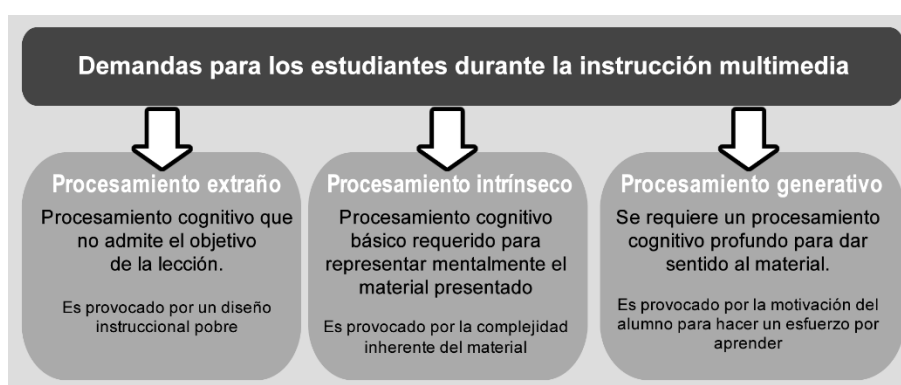 Demandas para los estudiantes durante la instrucción multimedia
Procesamiento extraño
Procesamiento cognitivo que
no admite el objetivo
de la lección.
Es provocado por un diseño
instruccional pobre
Procesamiento intrínseco
Procesamiento cognitivo
básico requerido para
representar mentalmente el
material presentado
Es provocado por la complejidad
inherente del material
Procesamiento generativo
Se requiere un procesamiento
cognitivo profundo para dar
sentido al material.
Es provocado por la motivación del
alumno para hacer un esfuerzo por
aprender